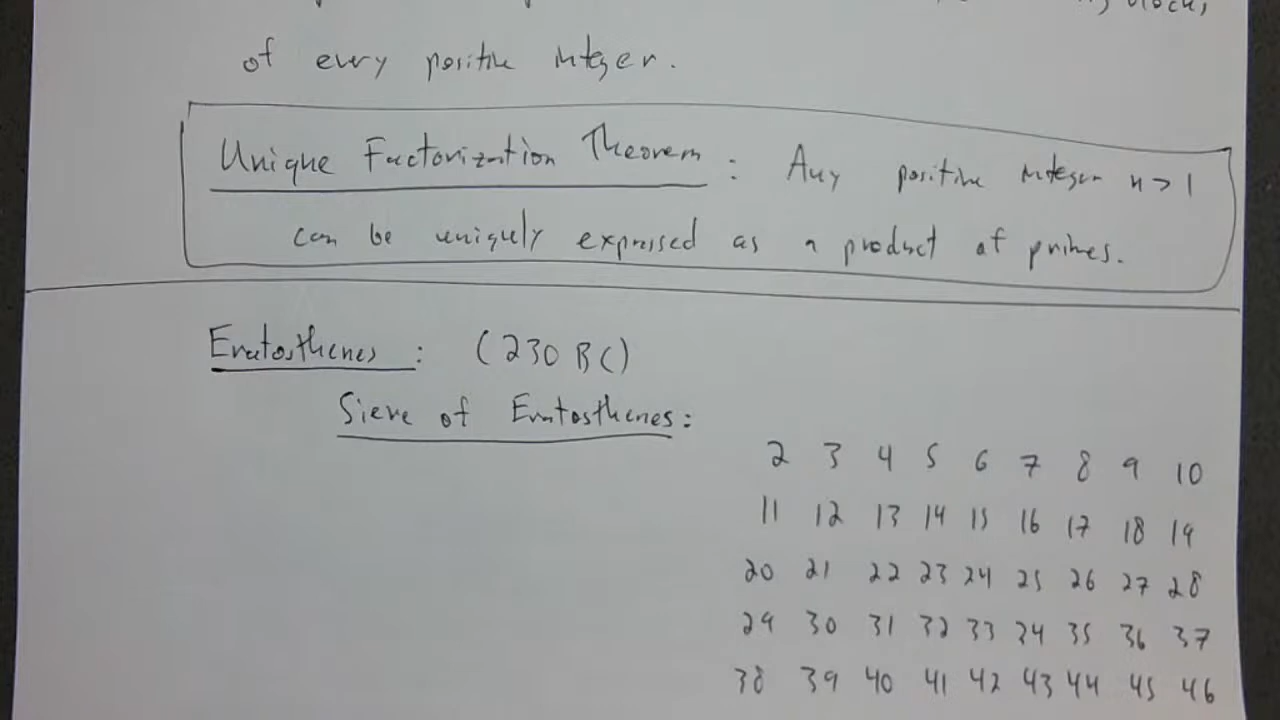 block,
of every positive integer.
Unique Factorization Theorem : Any positive integer n > 1
can be uniquely expressed as a product of primes.
Eratosthenes : (230 BC)
Sieve of Eratosthenes :
2 3 4 5 6 7 8 9 10
11 12 13 14 15 16 17 18 19
20 21 22 23 24 25 26 27 28
29 30 31 32 33 34 35 36 37
38 39 40 41 42 43 44 45 46